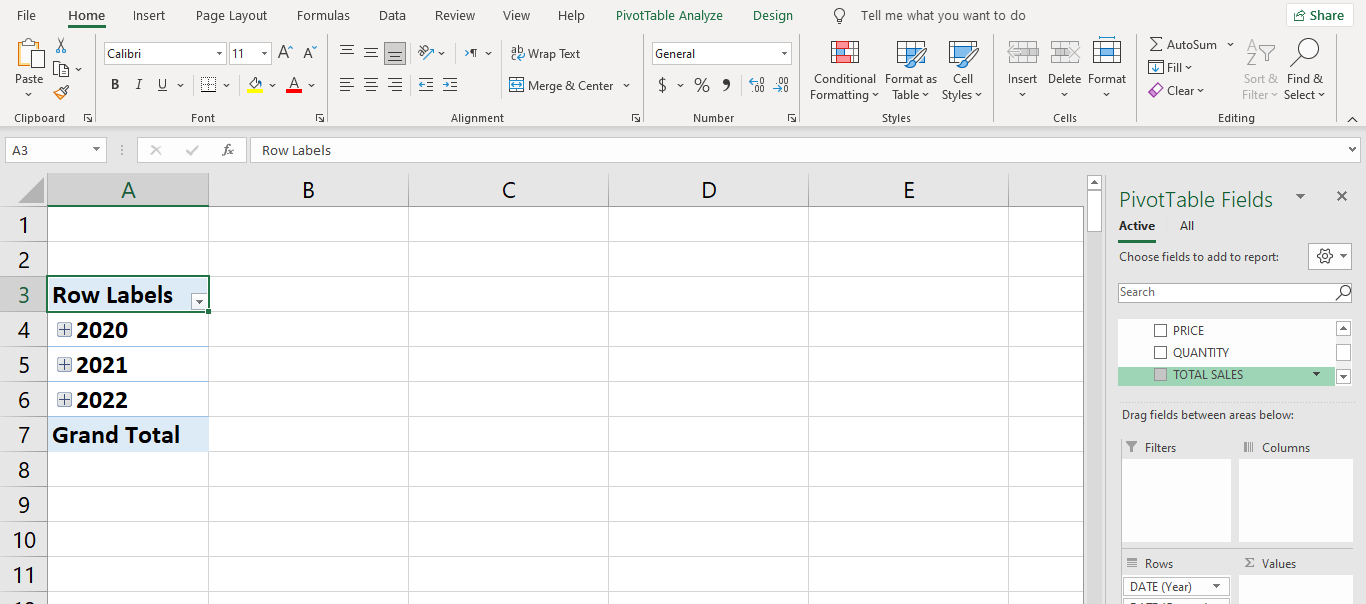 File Home Insert Page Layout Formulas Data Review View Help PivotTable Analyze Design Tell me what you want to do Share
Calibri 11 A^ Aˇ Wrap Text General AutoSum
Paste B I U A Merge & Center $ % , Conditional Formatting Format as Table Cell Styles Insert Delete Format Fill Sort & Filter Find & Select
Clear
Clipboard Font Alignment Number Styles Cells Editing
A3 fx Row Labels
A B C D E
1
2
3 Row Labels
4 2020
5 2021
6 2022
7 Grand Total
8
9
10
11
PivotTable Fields
Active All
Choose fields to add to report:
Search
PRICE
QUANTITY
TOTAL SALES
Drag fields between areas below:
Filters Columns
Rows Σ Values
DATE (Year)